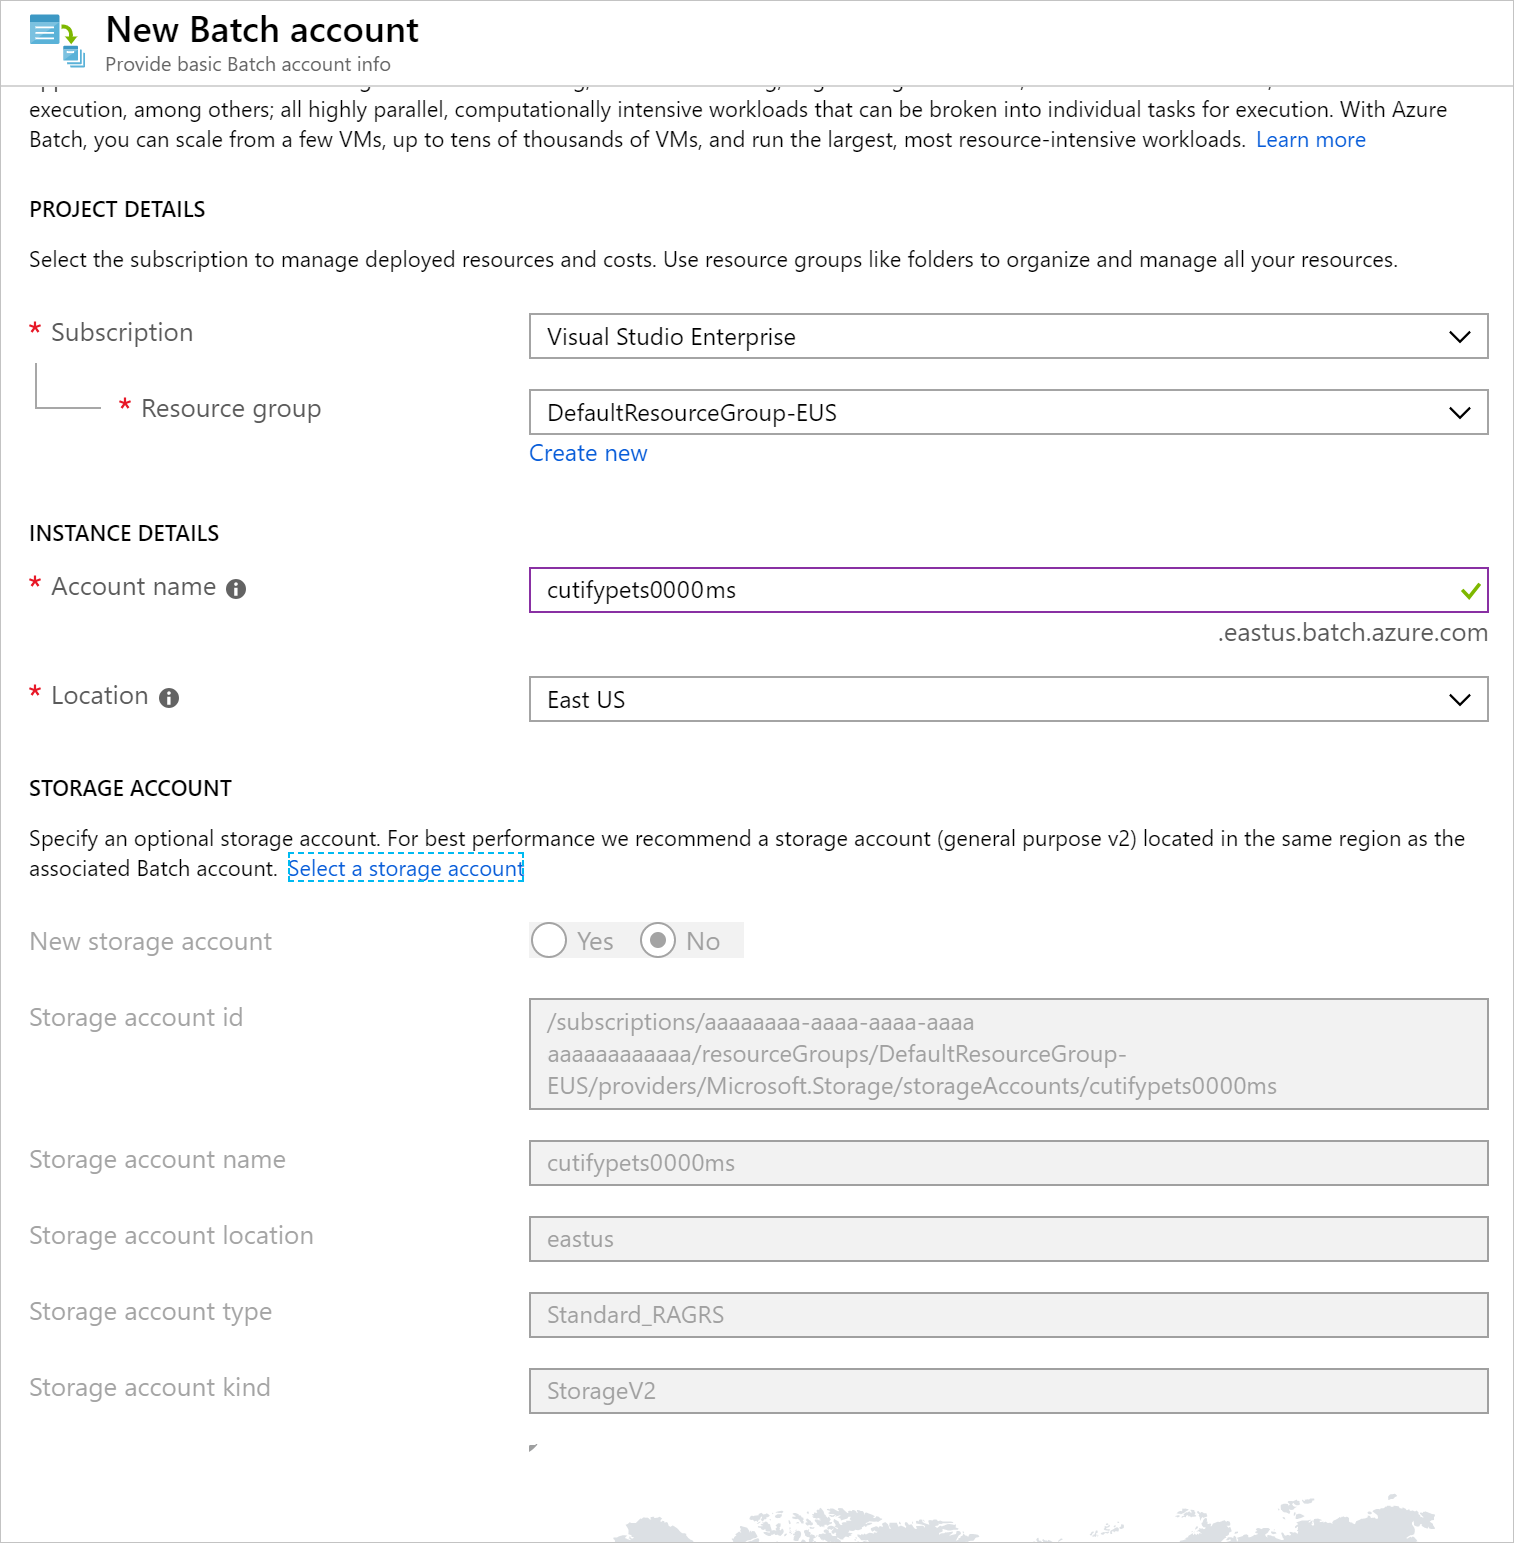 New Batch account
Provide basic Batch account info
execution, among others; all highly parallel, computationally intensive workloads that can be broken into individual tasks for execution. With Azure
Batch, you can scale from a few VMs, up to tens of thousands of VMs, and run the largest, most resource-intensive workloads. Learn more
PROJECT DETAILS
Select the subscription to manage deployed resources and costs. Use resource groups like folders to organize and manage all your resources.
* Subscription
Visual Studio Enterprise
* Resource group
DefaultResourceGroup-EUS
Create new
INSTANCE DETAILS
* Account name
cutifypets0000ms
.eastus.batch.azure.com
* Location
East US
STORAGE ACCOUNT
Specify an optional storage account. For best performance we recommend a storage account (general purpose v2) located in the same region as the
associated Batch account. Select a storage account
New storage account
Yes No
Storage account id
/subscriptions/aaaaaaaa-aaaa-aaaa-aaaa
aaaaaaaaaaaa/resourceGroups/DefaultResourceGroup-
EUS/providers/Microsoft.Storage/storageAccounts/cutifypets0000ms
Storage account name
cutifypets0000ms
Storage account location
eastus
Storage account type
Standard_RAGRS
Storage account kind
StorageV2